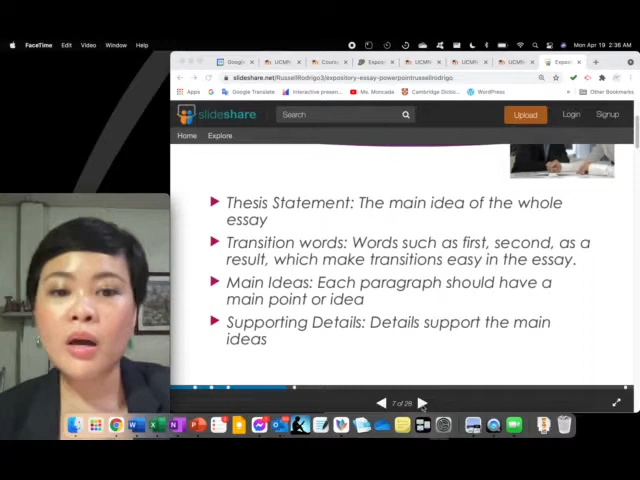 FaceTime Edit Video Window Help
Mon Apr 19 2:36 AM
slideshare.net/RussellRodrigo3/expository-essay-powerpointrussellrodrigo
Apps Google Translate Interactive presen... Ms. Moncada Cambridge Dictio... WordPress » Other Bookmarks
slideshare Search Upload Login Signup
Home Explore
Thesis Statement: The main idea of the whole
essay
Transition words: Words such as first, second, as a
result, which make transitions easy in the essay.
Main Ideas: Each paragraph should have a
main point or idea
Supporting Details: Details support the main
ideas
7 of 28